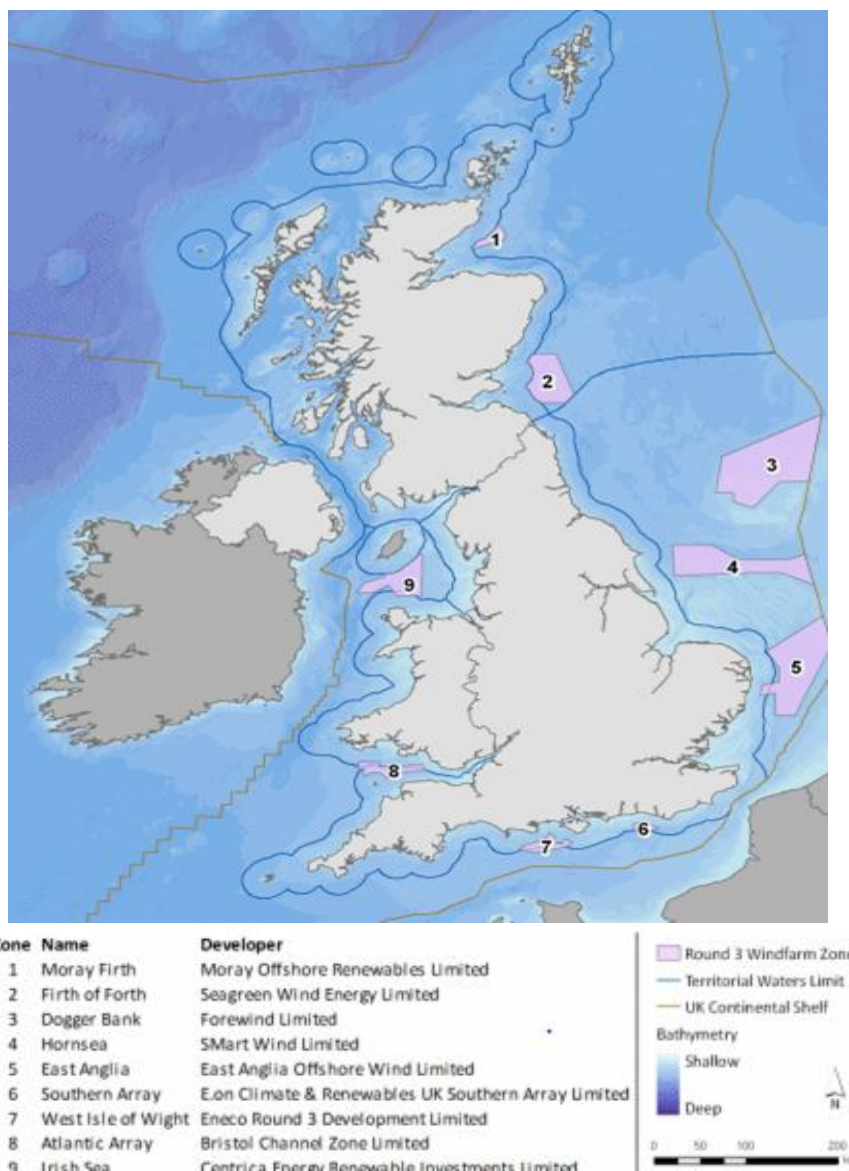 1
2
3
4
9
5
8
6
7
Zone Name Developer
1 Moray Firth Moray Offshore Renewables Limited
2 Firth of Forth Seagreen Wind Energy Limited
3 Dogger Bank Forewind Limited
4 Hornsea SMart Wind Limited
5 East Anglia East Anglia Offshore Wind Limited
6 Southern Array E.on Climate & Renewables UK Southern Array Limited
7 West Isle of Wight Eneco Round 3 Development Limited
8 Atlantic Array Bristol Channel Zone Limited
9 Irish Sea Centrica Energy Renewable Investments Limited
Round 3 Windfarm Zone
Territorial Waters Limit
UK Continental Shelf
Bathymetry
Shallow
Deep
N
0 50 100 200